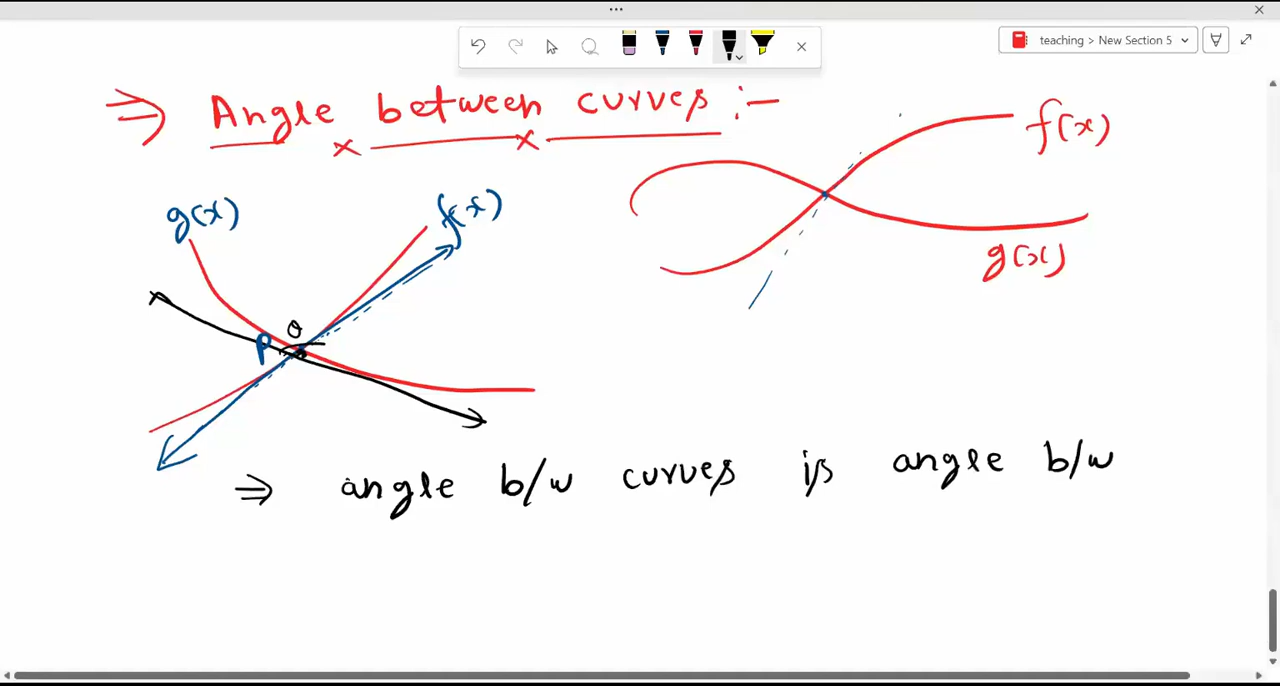 teaching > New Section 5
⇒ Angle between curves :-
f(x)
g(x)
g(x)
f(x)
θ
P
⇒ angle b/w curves is angle b/w